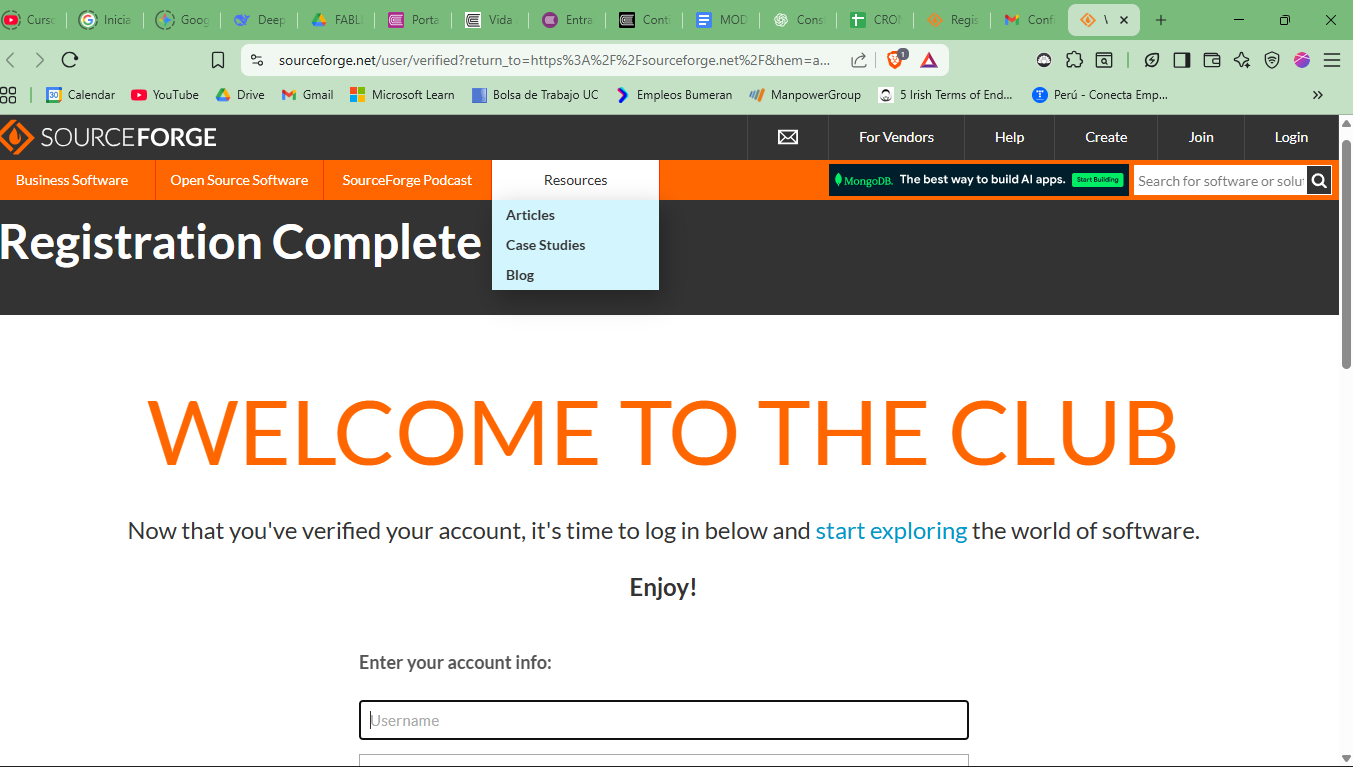 Curso
Inicia
Goog
Deep
FABLI
Porta
Vida
Entra
Cont
MOD
Cons
CRON
Regis
Confi
sourceforge.net/user/verified?return_to=https%3A%2F%2Fsourceforge.net%2F&hem=a...
1
Calendar
YouTube
Drive
Gmail
Microsoft Learn
Bolsa de Trabajo UC
Empleos Bumeran
ManpowerGroup
5 Irish Terms of End...
Perú - Conecta Emp...
SOURCEFORGE
For Vendors
Help
Create
Join
Login
Business Software
Open Source Software
SourceForge Podcast
Resources
MongoDB. The best way to build AI apps. Start Building
Search for software or solut
Articles
Case Studies
Blog
Registration Complete
WELCOME TO THE CLUB
Now that you've verified your account, it's time to log in below and start exploring the world of software.
Enjoy!
Enter your account info:
Username